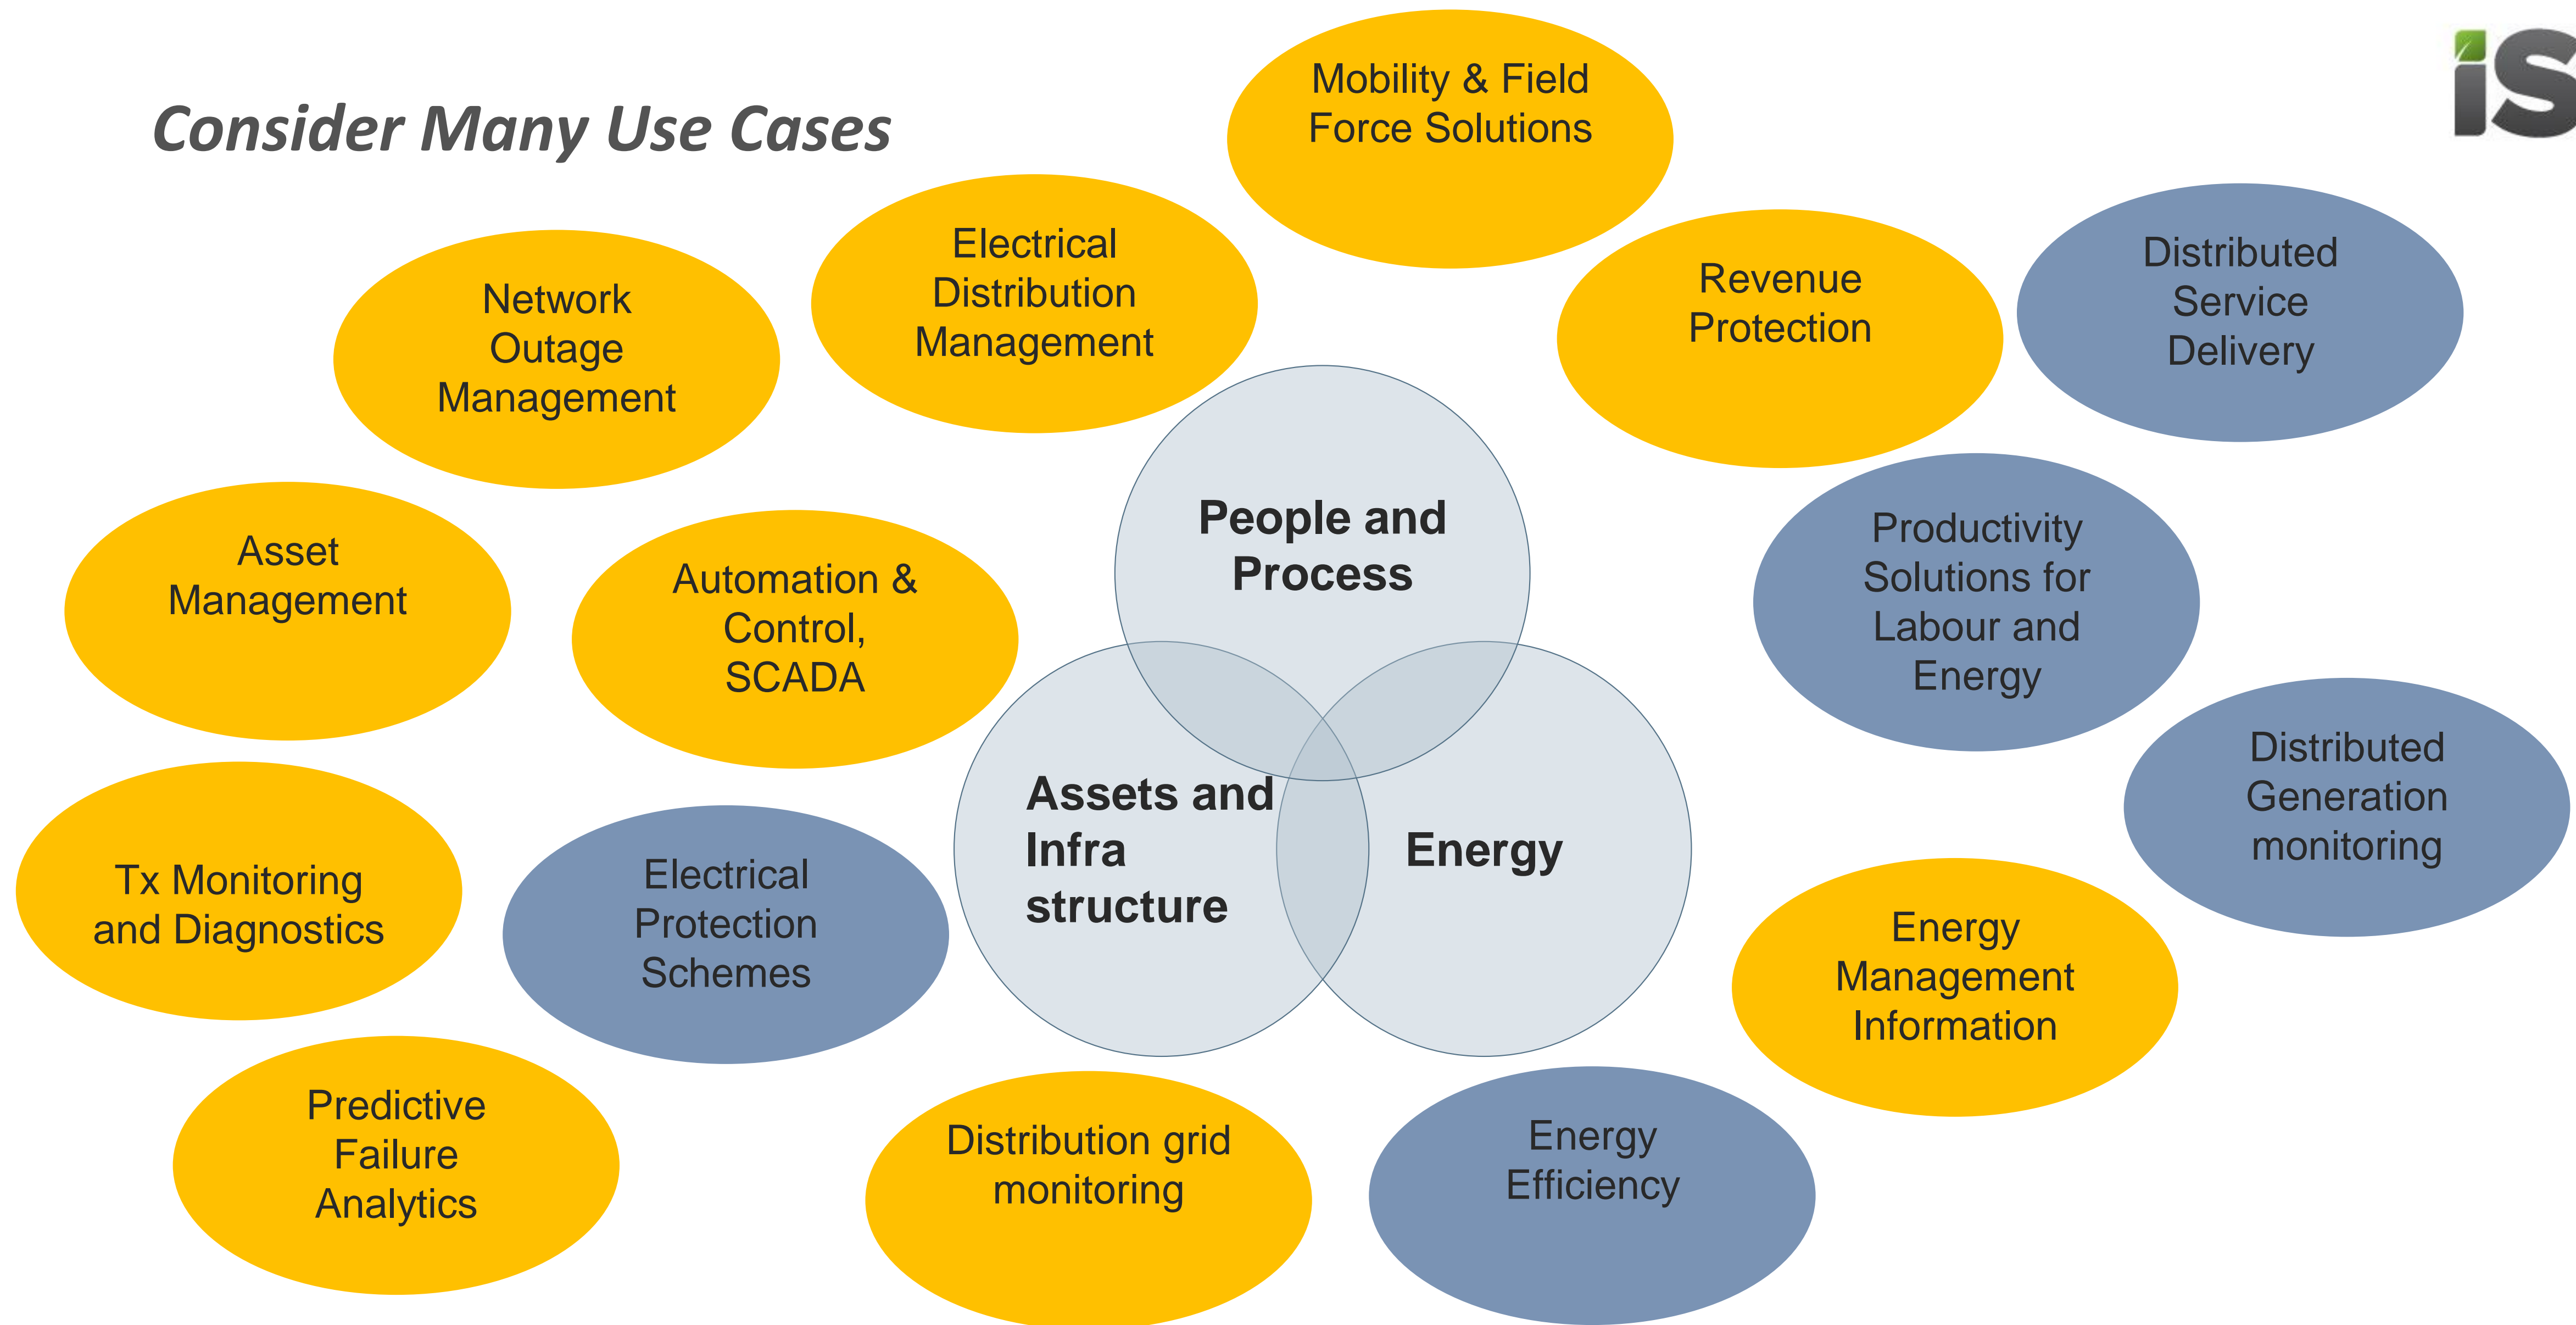 Consider Many Use Cases
iS
Mobility & Field
Force Solutions
Electrical
Distribution
Management
Network
Outage
Management
Revenue
Protection
Distributed
Service
Delivery
Asset
Management
Automation &
Control,
SCADA
People and
Process
Productivity
Solutions for
Labour and
Energy
Distributed
Generation
monitoring
Tx Monitoring
and Diagnostics
Electrical
Protection
Schemes
Assets and
Infra
structure
Energy
Energy
Management
Information
Predictive
Failure
Analytics
Distribution grid
monitoring
Energy
Efficiency